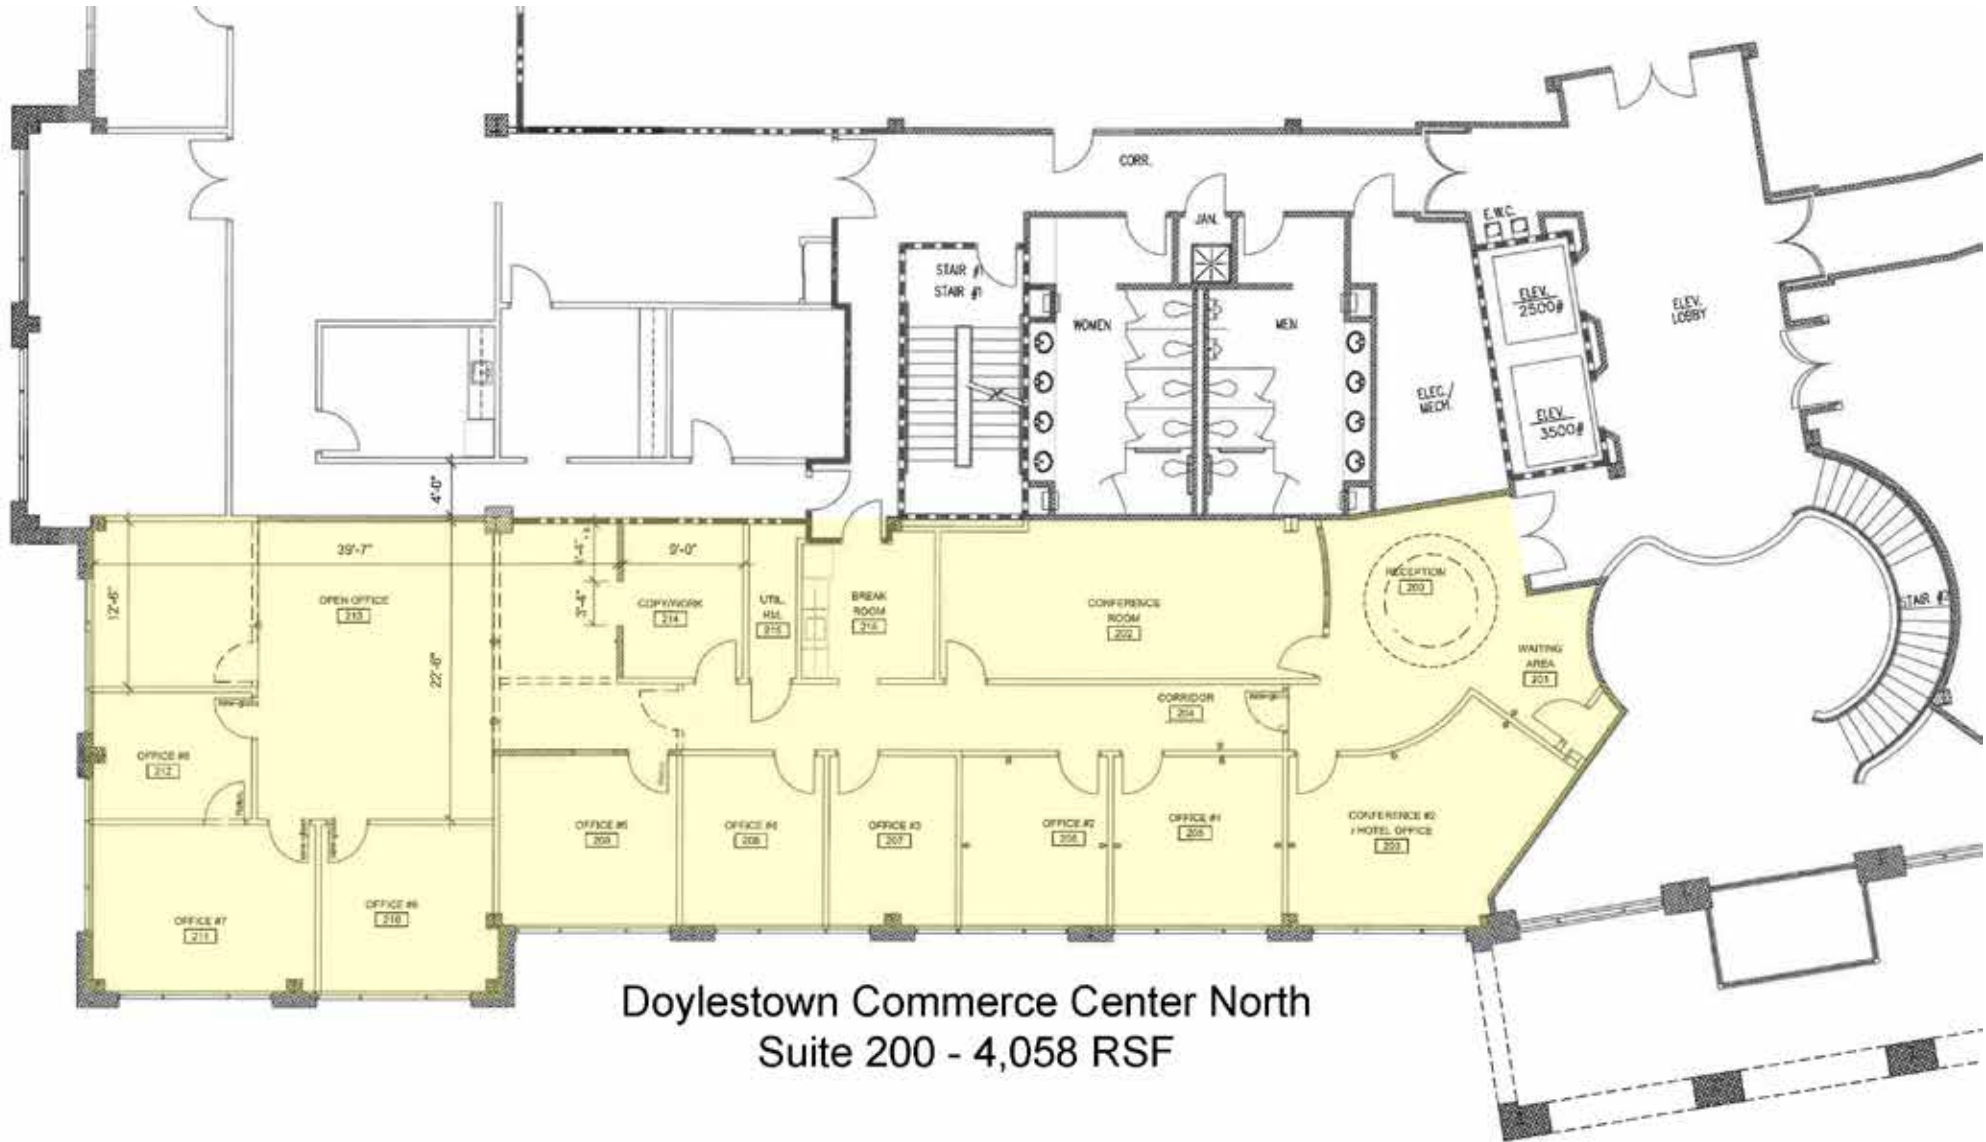 CORR.
JAN.
E.W.C.
STAIR #1
STAIR #1
WOMEN
MEN
ELEV.
2500#
ELEV.
LOBBY
ELEC./
MECH.
ELEV.
3500#
4'-0"
39'-7"
9'-0"
12'-6"
22'-6"
OPEN OFFICE
213
COPY/WORK
214
UTIL.
RM.
215
BREAK
ROOM
CONFERENCE
ROOM
202
RECEPTION
200
WAITING
AREA
201
STAIR
CORRIDOR
204
OFFICE #8
212
OFFICE #5
209
OFFICE #4
208
OFFICE #3
207
OFFICE #2
206
OFFICE #1
205
CONFERENCE #2
/ HOTEL OFFICE
203
OFFICE #7
211
OFFICE #6
210
Doylestown Commerce Center North
Suite 200 - 4,058 RSF